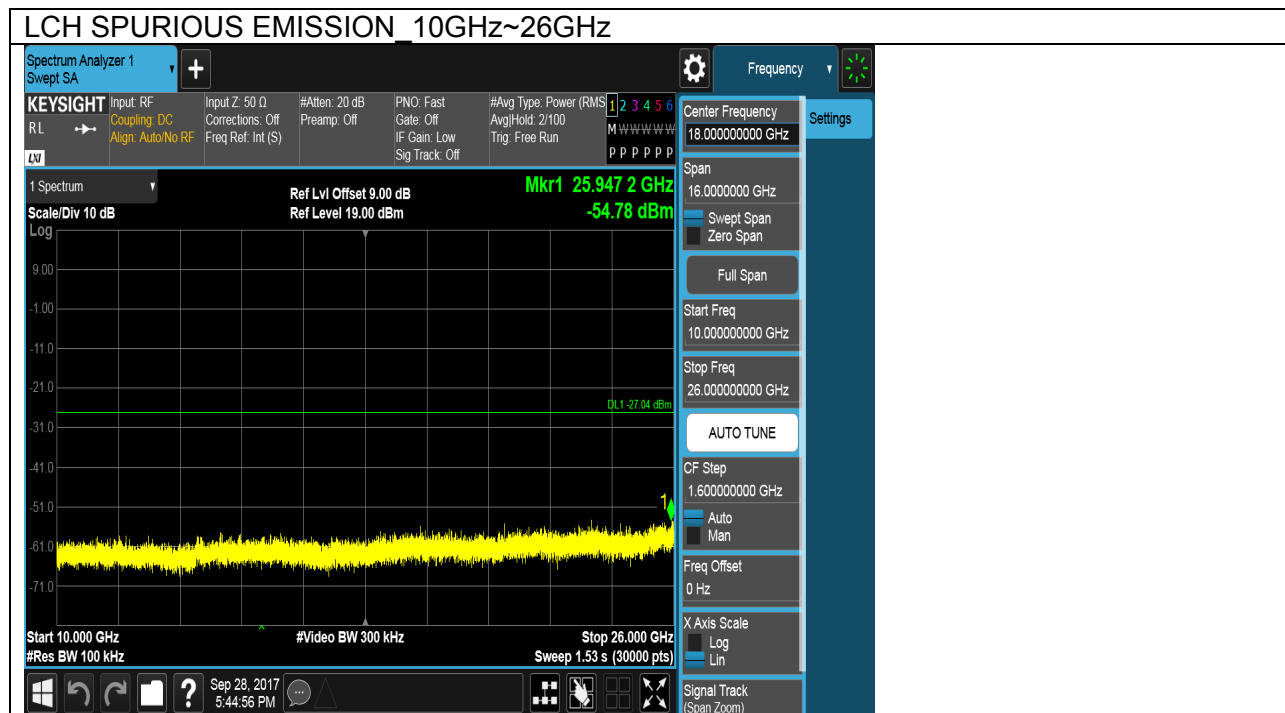 LCH SPURIOUS EMISSION_10GHz~26GHz
Spectrum Analyzer 1
Swept SA
+
Frequency
KEYSIGHT
RL
LXI
Input: RF
Coupling: DC
Align: Auto/No RF
Input Z: 50 Ω
Corrections: Off
Freq Ref: Int (S)
#Atten: 20 dB
Preamp: Off
PNO: Fast
Gate: Off
IF Gain: Low
Sig Track: Off
#Avg Type: Power (RMS
Avg|Hold: 2/100
Trig: Free Run
1 2 3 4 5 6
M W W W W W
P P P P P P
1 Spectrum
Scale/Div 10 dB
Log
Ref Lvl Offset 9.00 dB
Ref Level 19.00 dBm
Mkr1 25.947 2 GHz
-54.78 dBm
9.00
-1.00
-11.0
-21.0
DL1 -27.04 dBm
-31.0
-41.0
-51.0
1
-61.0
-71.0
Start 10.000 GHz
#Res BW 100 kHz
#Video BW 300 kHz
Stop 26.000 GHz
Sweep 1.53 s (30000 pts)
?
Sep 28, 2017
5:44:56 PM
Center Frequency
18.000000000 GHz
Settings
Span
16.0000000 GHz
Swept Span
Zero Span
Full Span
Start Freq
10.000000000 GHz
Stop Freq
26.000000000 GHz
AUTO TUNE
CF Step
1.600000000 GHz
Auto
Man
Freq Offset
0 Hz
X Axis Scale
Log
Lin
Signal Track
(Span Zoom)